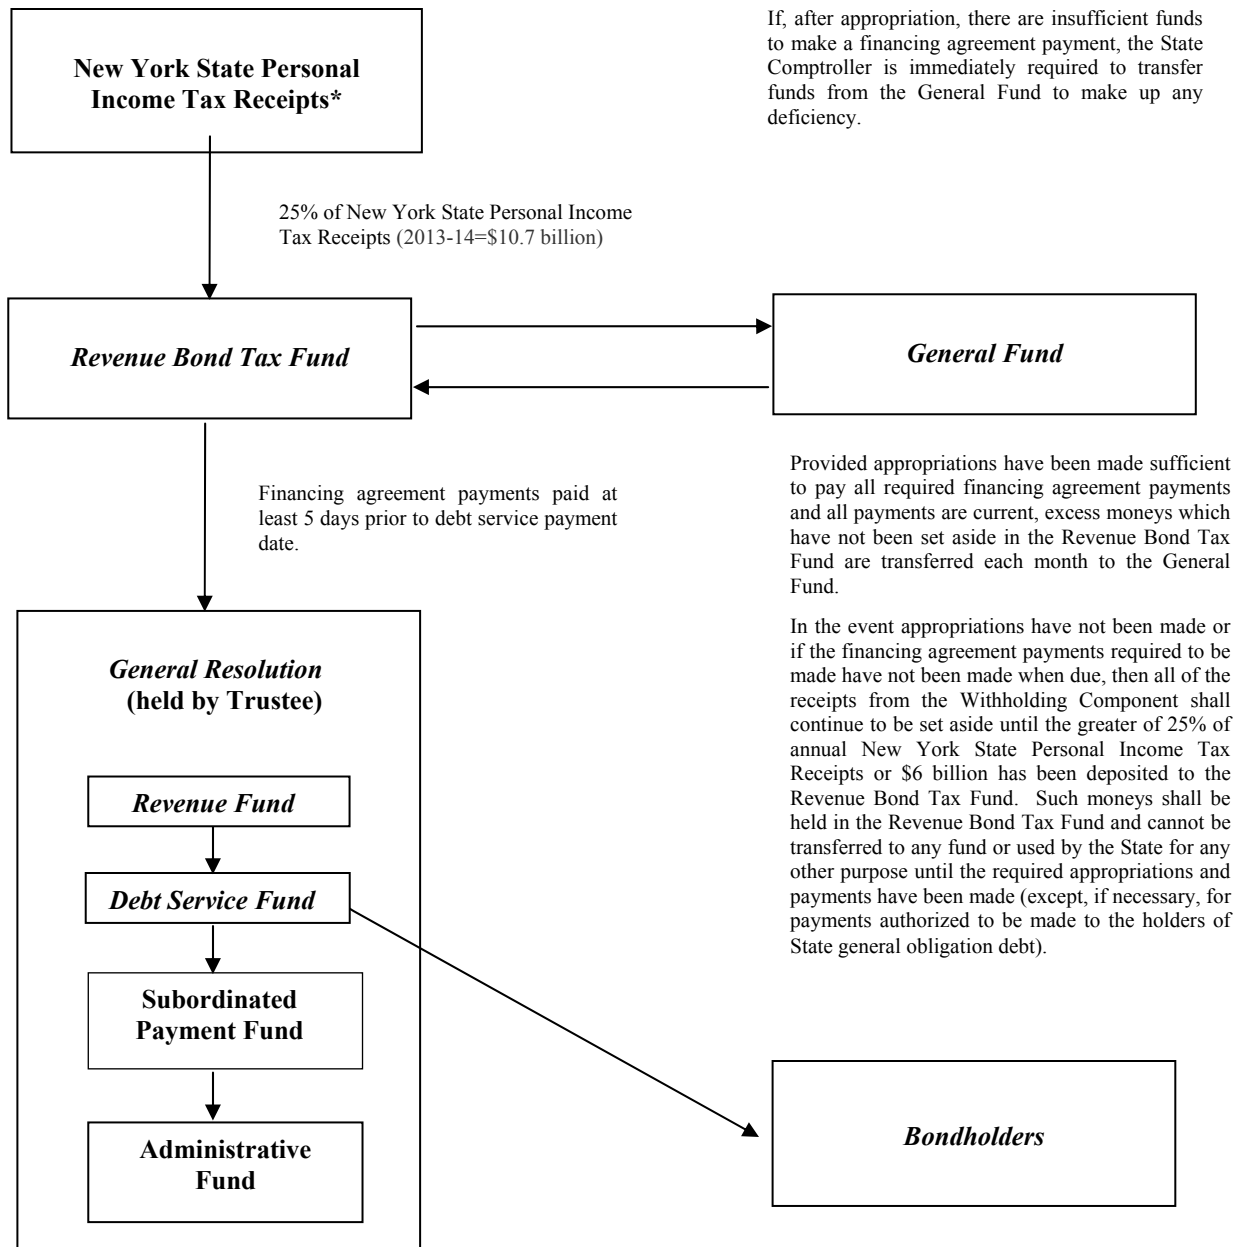 If, after appropriation, there are insufficient funds
to make a financing agreement payment, the State
Comptroller is immediately required to transfer
funds from the General Fund to make up any
deficiency.
New York State Personal
Income Tax Receipts*
25% of New York State Personal Income
Tax Receipts (2013-14=$10.7 billion)
Revenue Bond Tax Fund
General Fund
Financing agreement payments paid at
least 5 days prior to debt service payment
date.
Provided appropriations have been made sufficient
to pay all required financing agreement payments
and all payments are current, excess moneys which
have not been set aside in the Revenue Bond Tax
Fund are transferred each month to the General
Fund.
In the event appropriations have not been made or
if the financing agreement payments required to be
made have not been made when due, then all of the
receipts from the Withholding Component shall
continue to be set aside until the greater of 25% of
annual New York State Personal Income Tax
Receipts or $6 billion has been deposited to the
Revenue Bond Tax Fund. Such moneys shall be
held in the Revenue Bond Tax Fund and cannot be
transferred to any fund or used by the State for any
other purpose until the required appropriations and
payments have been made (except, if necessary, for
payments authorized to be made to the holders of
State general obligation debt).
General Resolution
(held by Trustee)
Revenue Fund
Debt Service Fund
Subordinated
Payment Fund
Administrative
Fund
Bondholders